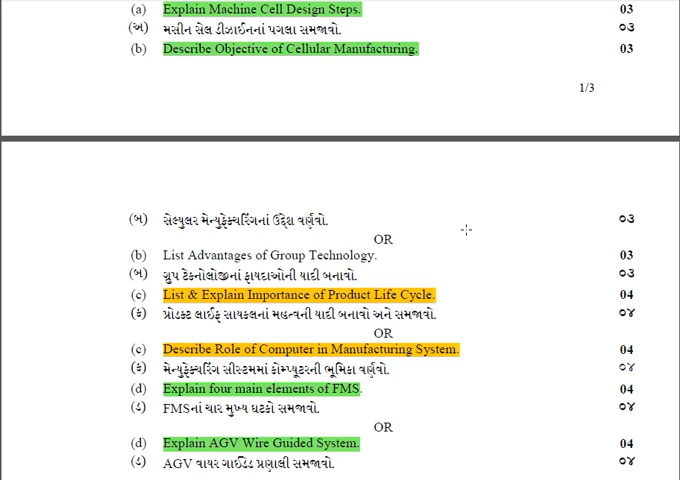 (a) Explain Machine Cell Design Steps. 03
(અ) મસીન સેલ ડીઝાઈનનાં પગલા સમજાવો. ૦૩
(b) Describe Objective of Cellular Manufacturing. 03
1/3
(બ) સેલ્યુલર મેન્યુફ્રેક્ચરિંગનાં ઉદ્દેશ વર્ણવો. ૦૩
OR
(b) List Advantages of Group Technology. 03
(બ) ગ્રુપ ટેકનોલોજીનાં ફાયદાઓની યાદી બનાવો. ૦૩
(c) List & Explain Importance of Product Life Cycle. 04
(ક) પ્રોડક્ટ લાઈફ સાયકલનાં મહત્વની યાદી બનાવો અને સમજાવો. ૦૪
OR
(c) Describe Role of Computer in Manufacturing System. 04
(ક) મેન્યુફ્રેક્ચરિંગ સીસ્ટમમાં કોમ્પ્યૂટરની ભૂમિકા વર્ણવો. ૦૪
(d) Explain four main elements of FMS. 04
(ડ) FMSનાં ચાર મુખ્ય ઘટકો સમજાવો. ૦૪
OR
(d) Explain AGV Wire Guided System. 04
(ડ) AGV વાયર ગાઈડેડ પ્રણાલી સમજાવો. ૦૪